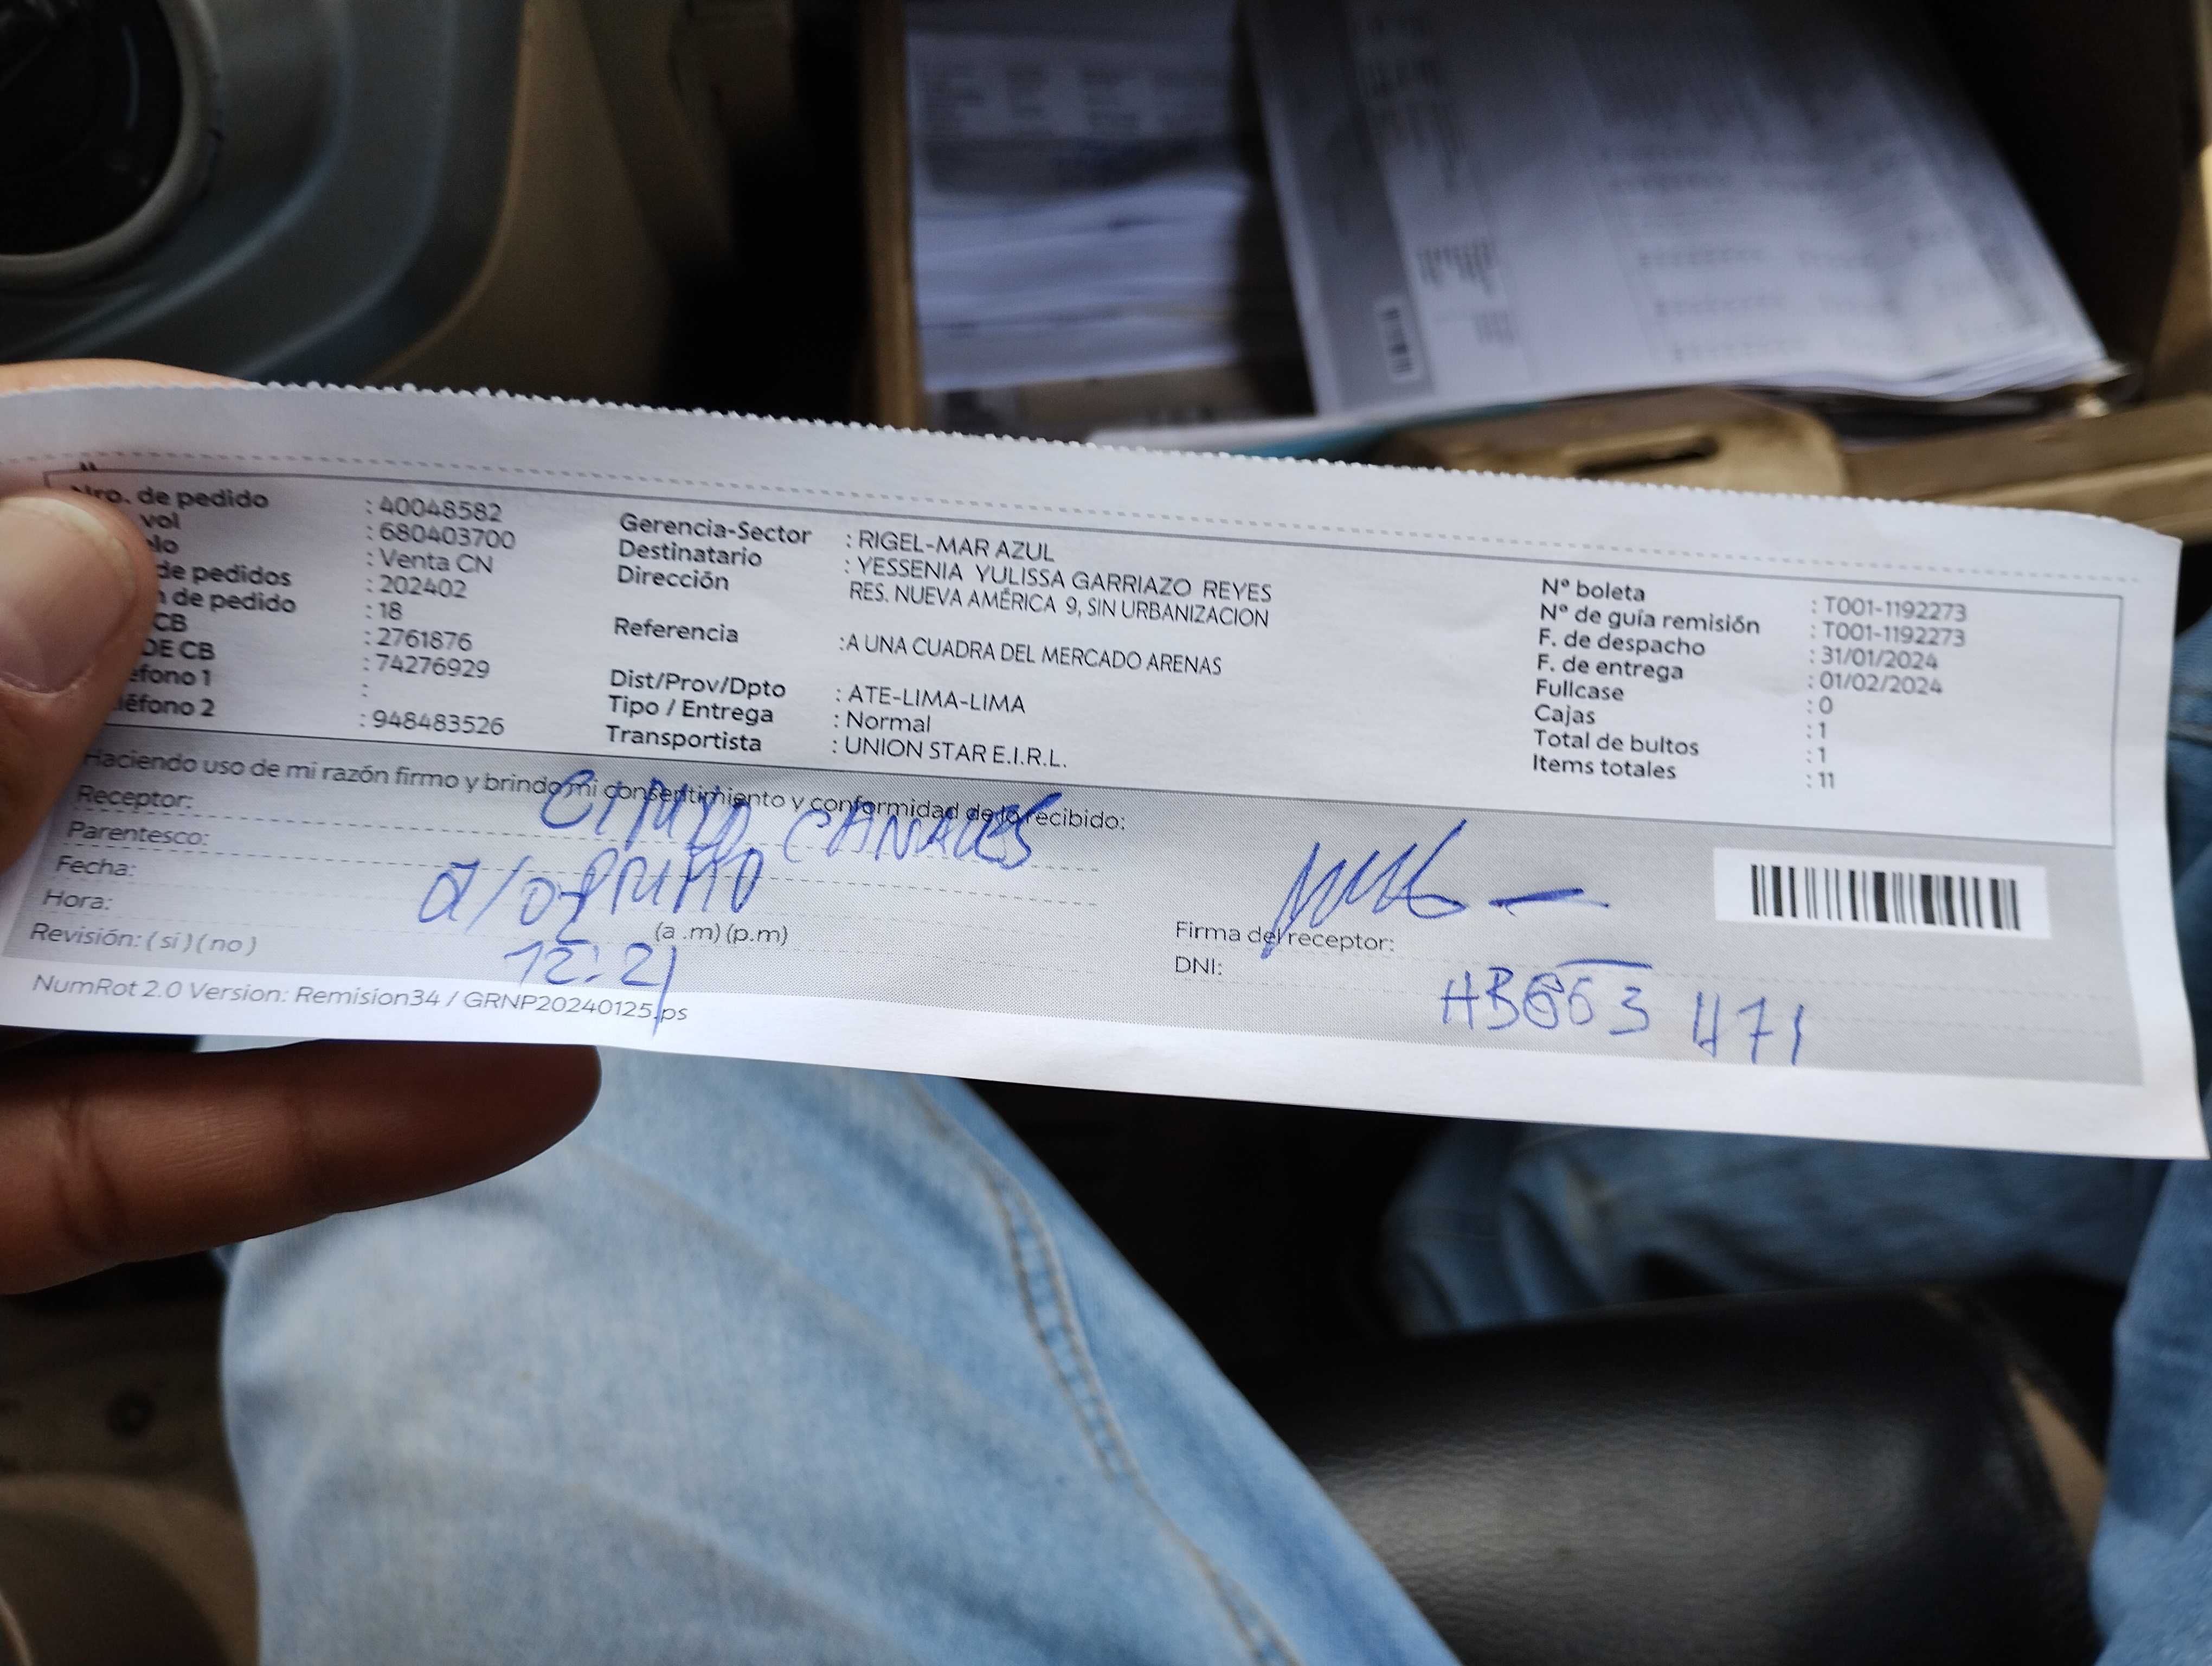 Nro. de pedido : 40048582
vol : 680403700
: Venta CN
de pedidos : 202402
de pedido : 18
CB : 2761876
DE CB : 74276929
éfono 1 :
léfono 2 : 948483526
Gerencia-Sector : RIGEL-MAR AZUL
Destinatario : YESSENIA YULISSA GARRIAZO REYES
Dirección RES. NUEVA AMÉRICA 9, SIN URBANIZACION
Referencia :A UNA CUADRA DEL MERCADO ARENAS
Dist/Prov/Dpto : ATE-LIMA-LIMA
Tipo / Entrega : Normal
Transportista : UNION STAR E.I.R.L.
Nº boleta : T001-1192273
Nº de guía remisión : T001-1192273
F. de despacho : 31/01/2024
F. de entrega : 01/02/2024
Fullcase : 0
Cajas : 1
Total de bultos : 1
Items totales : 11
Haciendo uso de mi razón firmo y brindo mi consentimiento y conformidad de lo recibido:
Receptor: CANALES
Parentesco: PRIMO
Fecha:
Hora: 12:21 (a .m) (p.m)
Revisión: ( si ) ( no )
Firma del receptor:
DNI:
NumRot 2.0 Version: Remision34 / GRNP20240125.ps